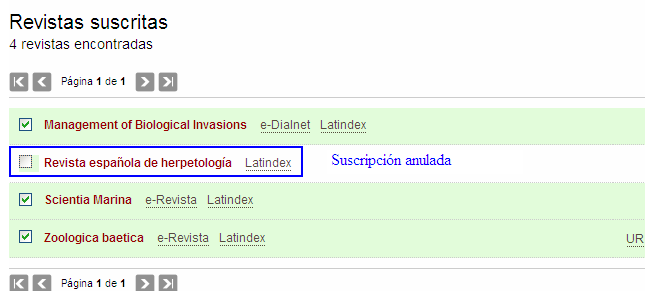 Revistas suscritas
4 revistas encontradas
Página 1 de 1
Management of Biological Invasions e-Dialnet Latindex
Revista española de herpetología Latindex Suscripción anulada
Scientia Marina e-Revista Latindex
Zoologica baetica e-Revista Latindex UR
Página 1 de 1